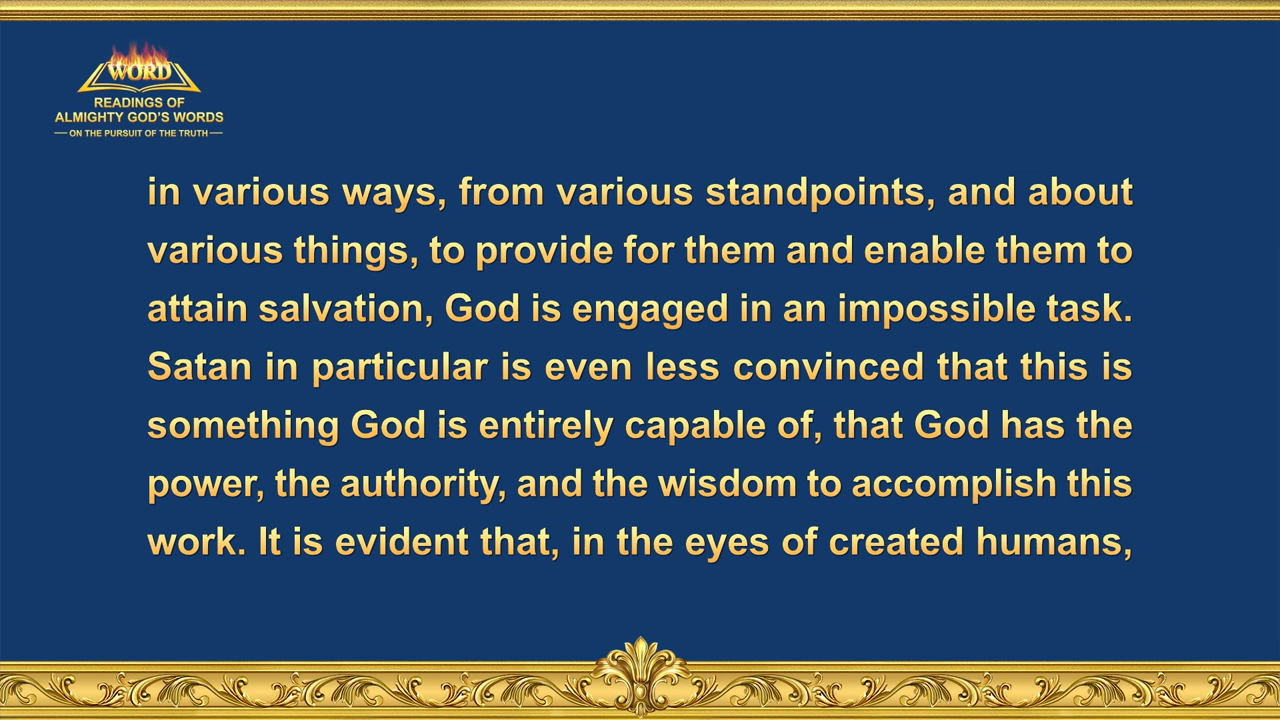 WORD
READINGS OF
ALMIGHTY GOD'S WORDS
— ON THE PURSUIT OF THE TRUTH —
in various ways, from various standpoints, and about
various things, to provide for them and enable them to
attain salvation, God is engaged in an impossible task.
Satan in particular is even less convinced that this is
something God is entirely capable of, that God has the
power, the authority, and the wisdom to accomplish this
work. It is evident that, in the eyes of created humans,